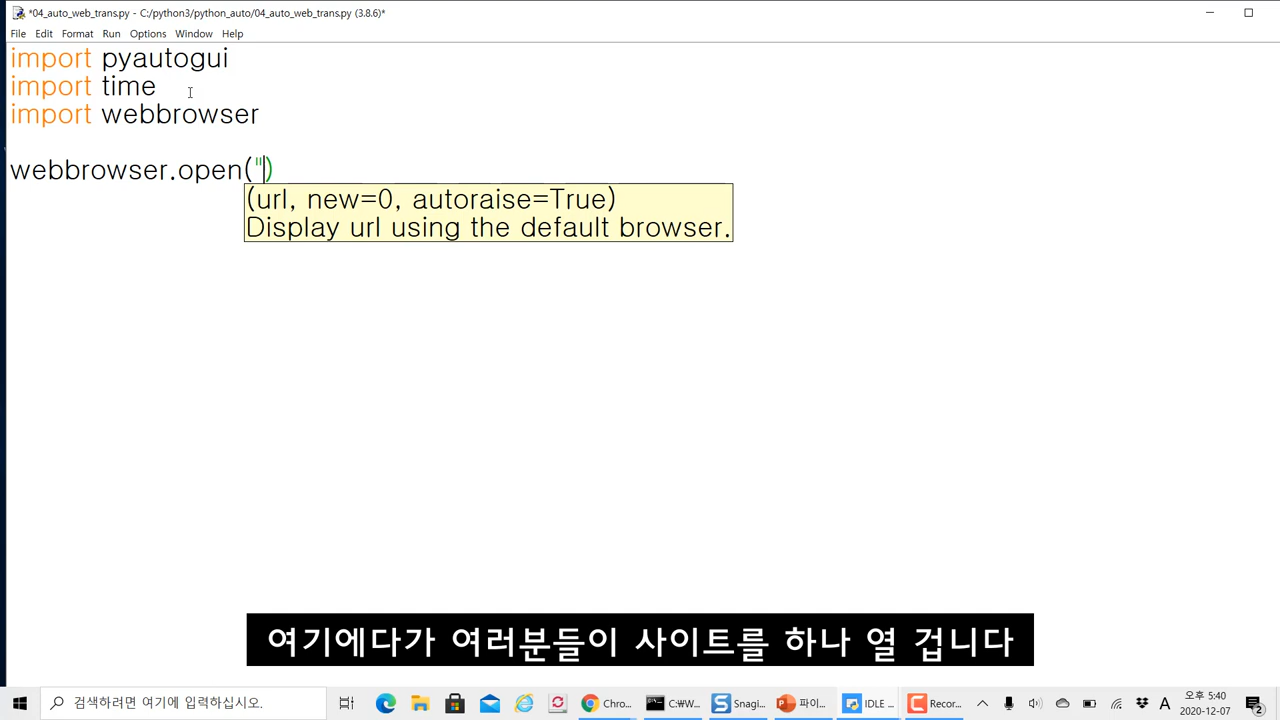 *04_auto_web_trans.py - C:/python3/python_auto/04_auto_web_trans.py (3.8.6)*
File Edit Format Run Options Window Help
import pyautogui
import time
import webbrowser
webbrowser.open(")
(url, new=0, autoraise=True)
Display url using the default browser.
여기에다가 여러분들이 사이트를 하나 열 겁니다
검색하려면 여기에 입력하십시오.
Chro...
C:₩W...
Snagi...
파이...
IDLE ...
Recor...
A
오후 5:40
2020-12-07
2